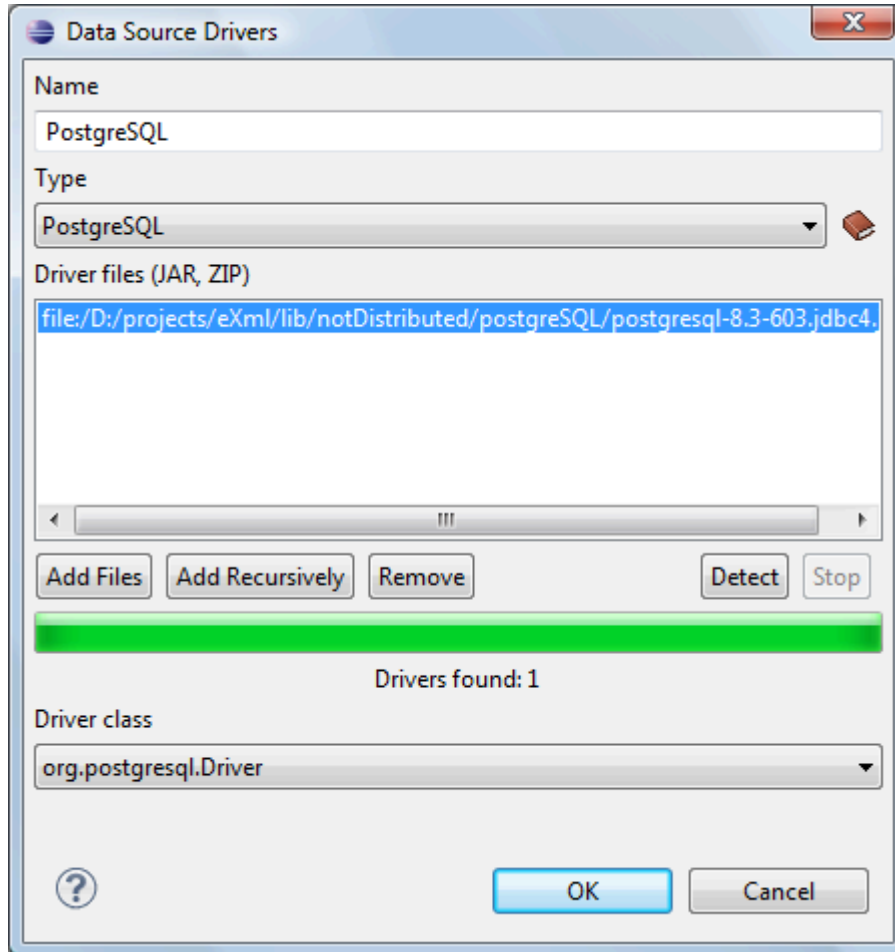 Data Source Drivers
Name
PostgreSQL
Type
PostgreSQL
Driver files (JAR, ZIP)
file:/D:/projects/eXml/lib/notDistributed/postgreSQL/postgresql-8.3-603.jdbc4.
Add Files Add Recursively Remove Detect Stop
Drivers found: 1
Driver class
org.postgresql.Driver
OK Cancel